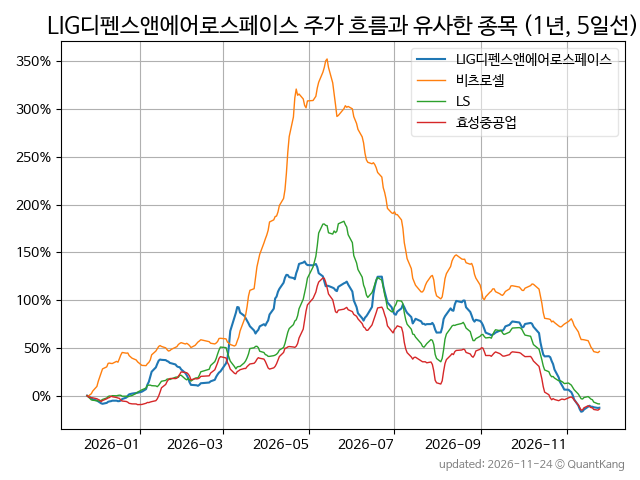 LIG디펜스앤에어로스페이스 주가 흐름과 유사한 종목 (1년, 5일선)
LIG디펜스앤에어로스페이스
비츠로셀
LS
효성중공업
350%
300%
250%
200%
150%
100%
50%
0%
2026-01 2026-03 2026-05 2026-07 2026-09 2026-11
updated: 2026-11-24 © QuantKang